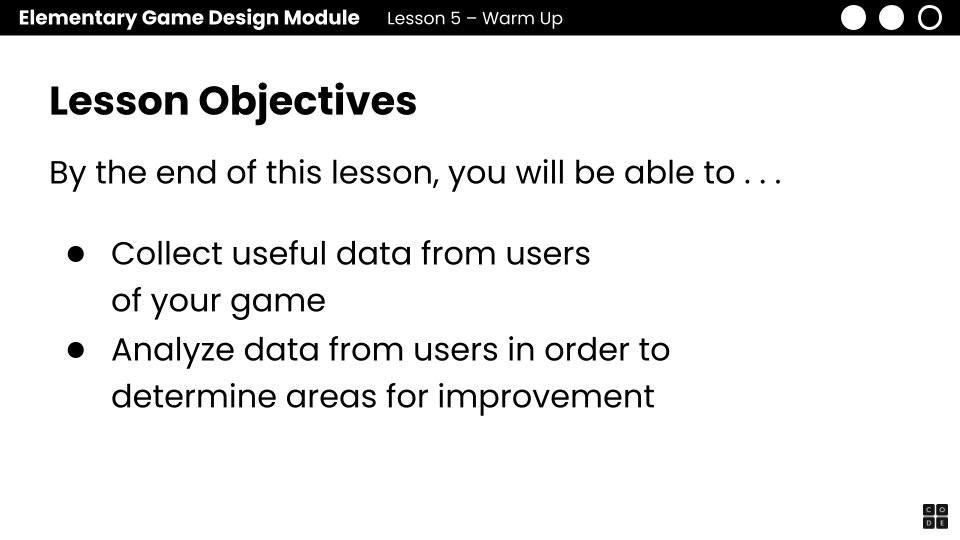 Elementary Game Design Module Lesson 5 – Warm Up
Lesson Objectives
By the end of this lesson, you will be able to . . .
● Collect useful data from users
of your game
● Analyze data from users in order to
determine areas for improvement
C O
D E